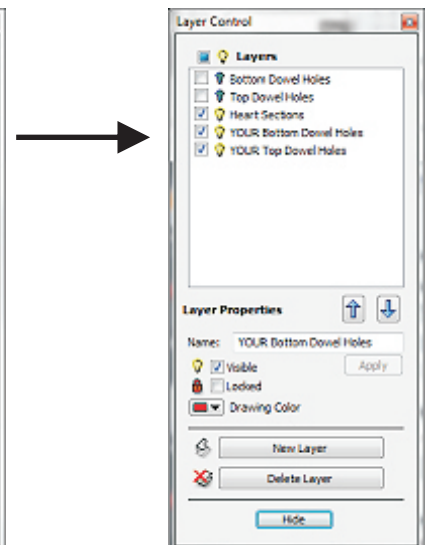 Layer Control
Layers
Bottom Dowel Holes
Top Dowel Holes
Heart Sections
YOUR Bottom Dowel Holes
YOUR Top Dowel Holes
Layer Properties
Name: YOUR Bottom Dowel Holes
Visible Apply
Locked
Drawing Color
New Layer
Delete Layer
Hide